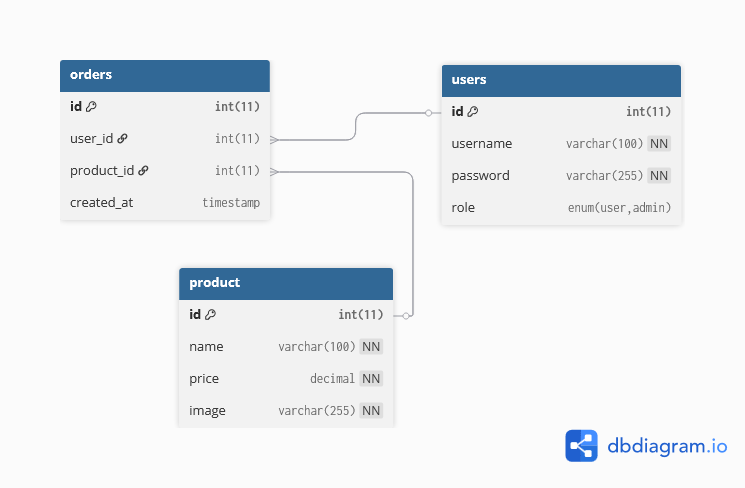 orders
id int(11)
user_id int(11)
product_id int(11)
created_at timestamp
users
id int(11)
username varchar(100) NN
password varchar(255) NN
role enum(user,admin)
product
id int(11)
name varchar(100) NN
price decimal NN
image varchar(255) NN
dbdiagram.io